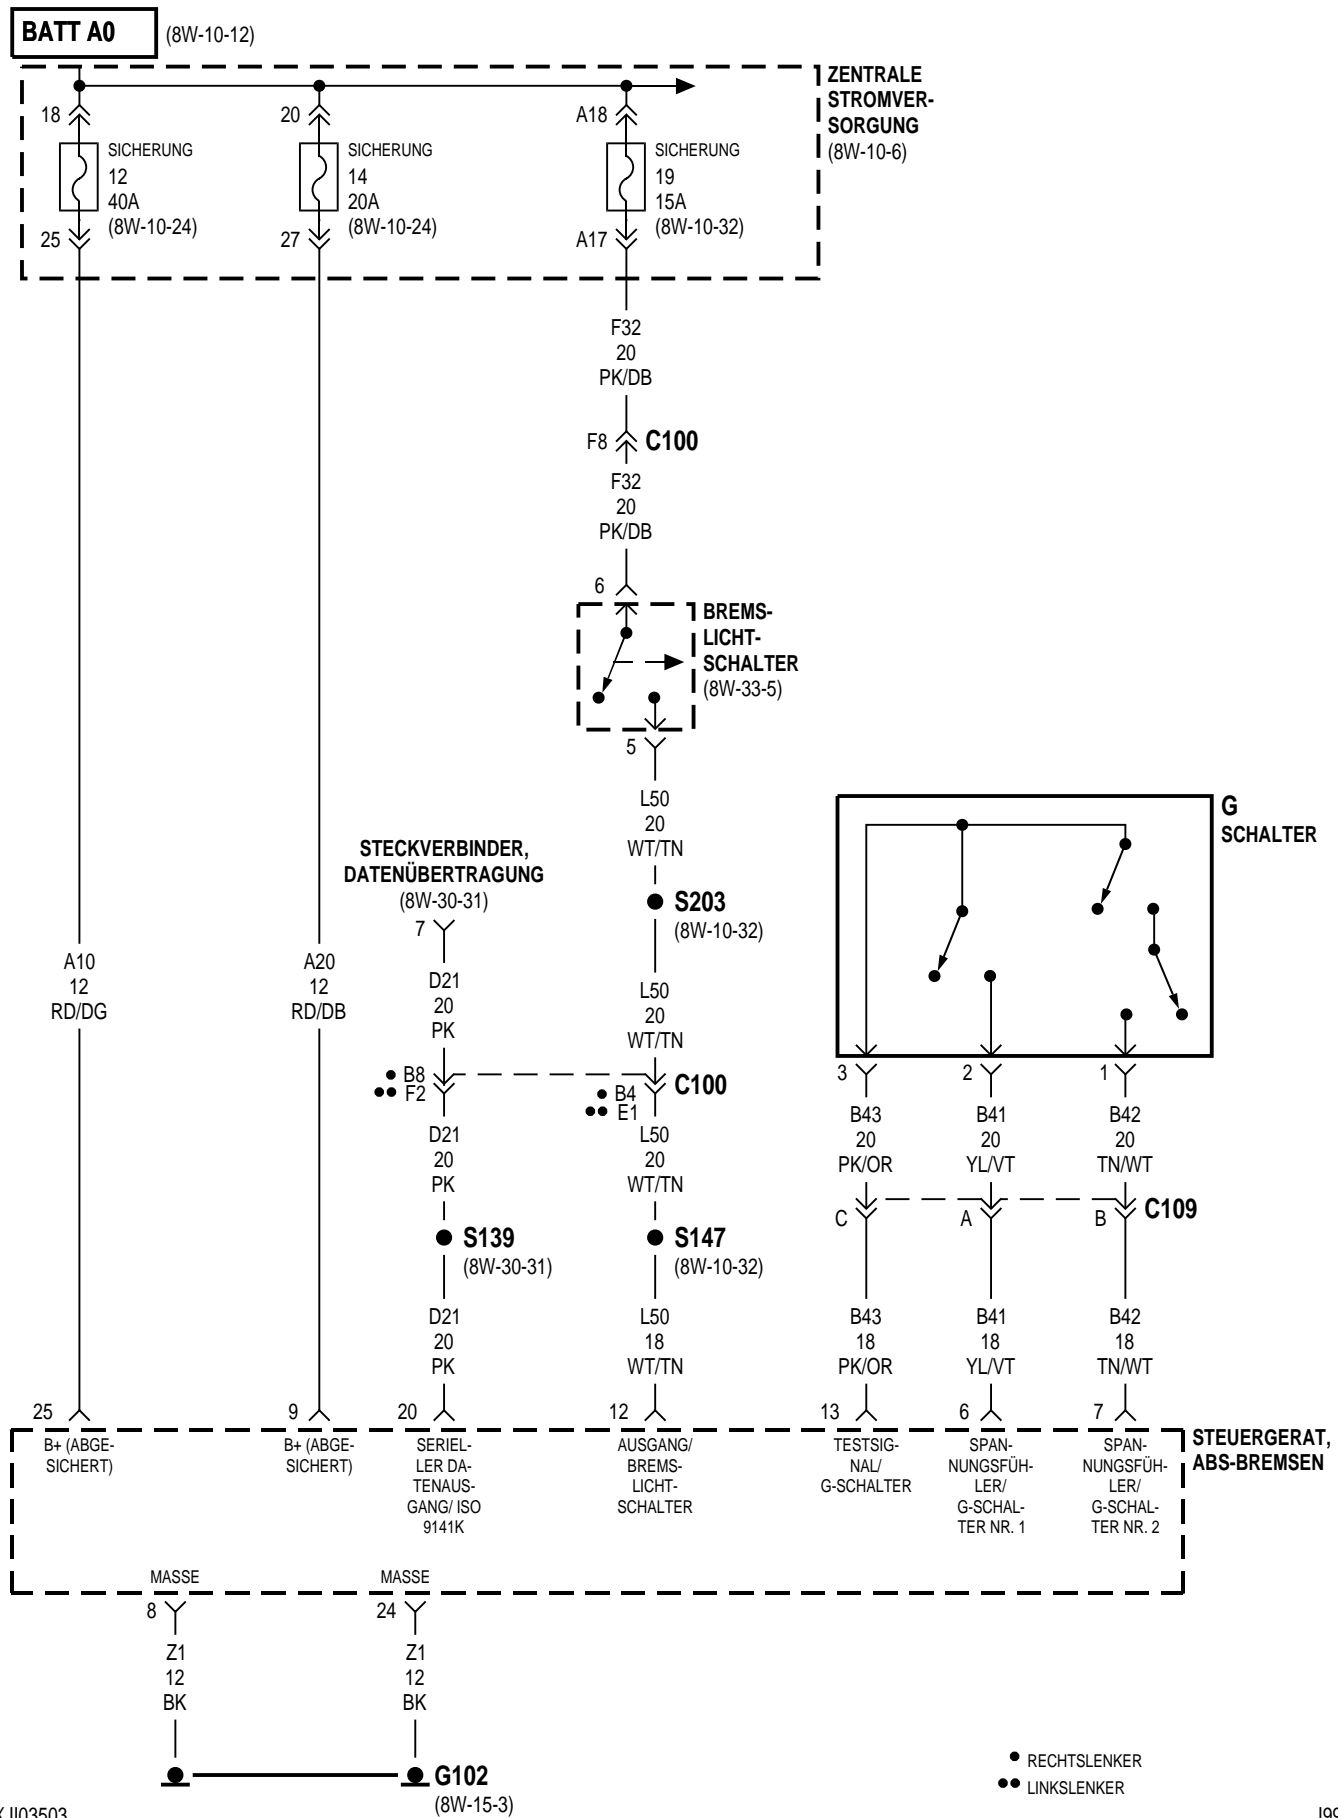 BATT A0 (8W-10-12)
ZENTRALE
STROMVER-
SORGUNG
(8W-10-6)
18
SICHERUNG
12
40A
(8W-10-24)
25
20
SICHERUNG
14
20A
(8W-10-24)
27
A18
SICHERUNG
19
15A
(8W-10-32)
A17
F32
20
PK/DB
F8 C100
F32
20
PK/DB
6
BREMS-
LICHT-
SCHALTER
(8W-33-5)
5
L50
20
WT/TN
S203
(8W-10-32)
L50
20
WT/TN
G
SCHALTER
STECKVERBINDER,
DATENÜBERTRAGUNG
(8W-30-31)
7
D21
20
PK
A10
12
RD/DG
A20
12
RD/DB
B8
F2
B4
E1
C100
D21
20
PK
L50
20
WT/TN
S139
(8W-30-31)
S147
(8W-10-32)
D21
20
PK
L50
18
WT/TN
3 2 1
B43
20
PK/OR
B41
20
YL/VT
B42
20
TN/WT
C A B C109
B43
18
PK/OR
B41
18
YL/VT
B42
18
TN/WT
25 9 20 12 13 6 7
B+ (ABGE-
SICHERT)
B+ (ABGE-
SICHERT)
SERIEL-
LER DA-
TENAUS-
GANG/ ISO
9141K
AUSGANG/
BREMS-
LICHT-
SCHALTER
TESTSIG-
NAL/
G-SCHALTER
SPAN-
NUNGSFÜH-
LER/
G-SCHAL-
TER NR. 1
SPAN-
NUNGSFÜH-
LER/
G-SCHAL-
TER NR. 2
STEUERGERAT,
ABS-BREMSEN
MASSE MASSE
8 24
Z1
12
BK
Z1
12
BK
G102
(8W-15-3)
RECHTSLENKER
LINKSLENKER